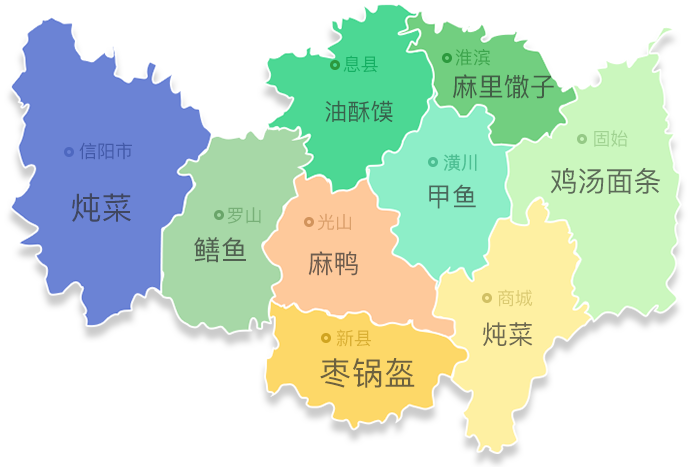 息县
油酥馍
淮滨
麻里馓子
信阳市
炖菜
固始
鸡汤面条
潢川
甲鱼
罗山
鳝鱼
光山
麻鸭
商城
炖菜
新县
枣锅盔